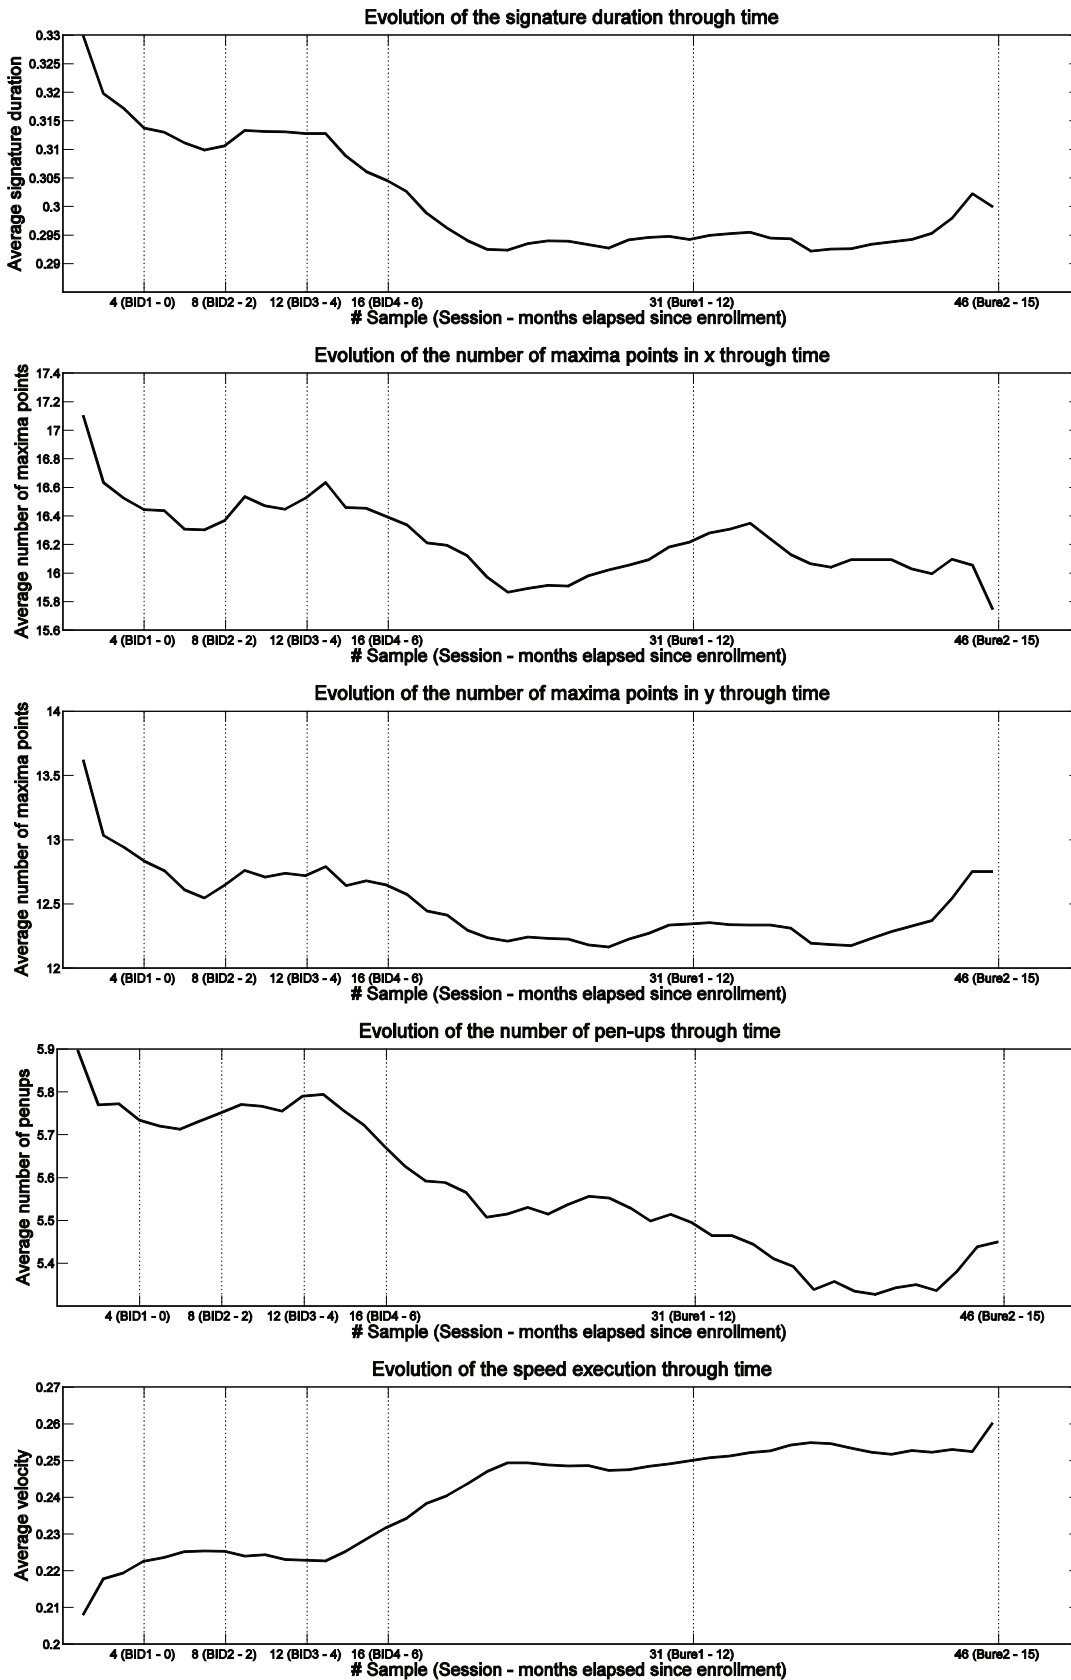 Evolution of the signature duration through time
0.33
0.325
0.32
0.315
0.31
0.305
0.3
0.295
0.29
Average signature duration
4 (BID1 - 0) 8 (BID2 - 2) 12 (BID3 - 4) 16 (BID4 - 6) 31 (Bure1 - 12) 46 (Bure2 - 15)
# Sample (Session - months elapsed since enrollment)
Evolution of the number of maxima points in x through time
17.4
17.2
17
16.8
16.6
16.4
16.2
16
15.8
15.6
Average number of maxima points
4 (BID1 - 0) 8 (BID2 - 2) 12 (BID3 - 4) 16 (BID4 - 6) 31 (Bure1 - 12) 46 (Bure2 - 15)
# Sample (Session - months elapsed since enrollment)
Evolution of the number of maxima points in y through time
14
13.5
13
12.5
12
Average number of maxima points
4 (BID1 - 0) 8 (BID2 - 2) 12 (BID3 - 4) 16 (BID4 - 6) 31 (Bure1 - 12) 46 (Bure2 - 15)
# Sample (Session - months elapsed since enrollment)
Evolution of the number of pen-ups through time
5.9
5.8
5.7
5.6
5.5
5.4
Average number of penups
4 (BID1 - 0) 8 (BID2 - 2) 12 (BID3 - 4) 16 (BID4 - 6) 31 (Bure1 - 12) 46 (Bure2 - 15)
# Sample (Session - months elapsed since enrollment)
Evolution of the speed execution through time
0.27
0.26
0.25
0.24
0.23
0.22
0.21
0.2
Average velocity
4 (BID1 - 0) 8 (BID2 - 2) 12 (BID3 - 4) 16 (BID4 - 6) 31 (Bure1 - 12) 46 (Bure2 - 15)
# Sample (Session - months elapsed since enrollment)